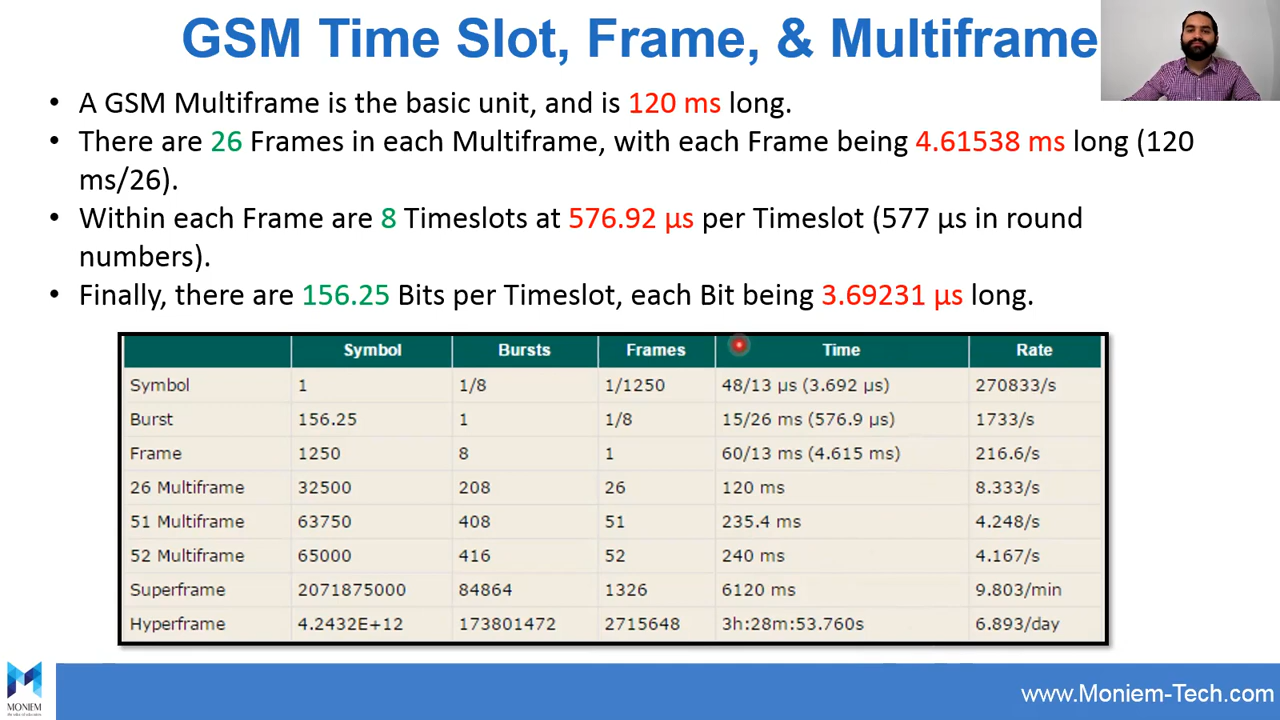 GSM Time Slot, Frame, & Multiframe
• A GSM Multiframe is the basic unit, and is 120 ms long.
• There are 26 Frames in each Multiframe, with each Frame being 4.61538 ms long (120
ms/26).
• Within each Frame are 8 Timeslots at 576.92 µs per Timeslot (577 µs in round
numbers).
• Finally, there are 156.25 Bits per Timeslot, each Bit being 3.69231 µs long.
Symbol Bursts Frames Time Rate
Symbol 1 1/8 1/1250 48/13 µs (3.692 µs) 270833/s
Burst 156.25 1 1/8 15/26 ms (576.9 µs) 1733/s
Frame 1250 8 1 60/13 ms (4.615 ms) 216.6/s
26 Multiframe 32500 208 26 120 ms 8.333/s
51 Multiframe 63750 408 51 235.4 ms 4.248/s
52 Multiframe 65000 416 52 240 ms 4.167/s
Superframe 2071875000 84864 1326 6120 ms 9.803/min
Hyperframe 4.2432E+12 173801472 2715648 3h:28m:53.760s 6.893/day
MONIEM
www.Moniem-Tech.com